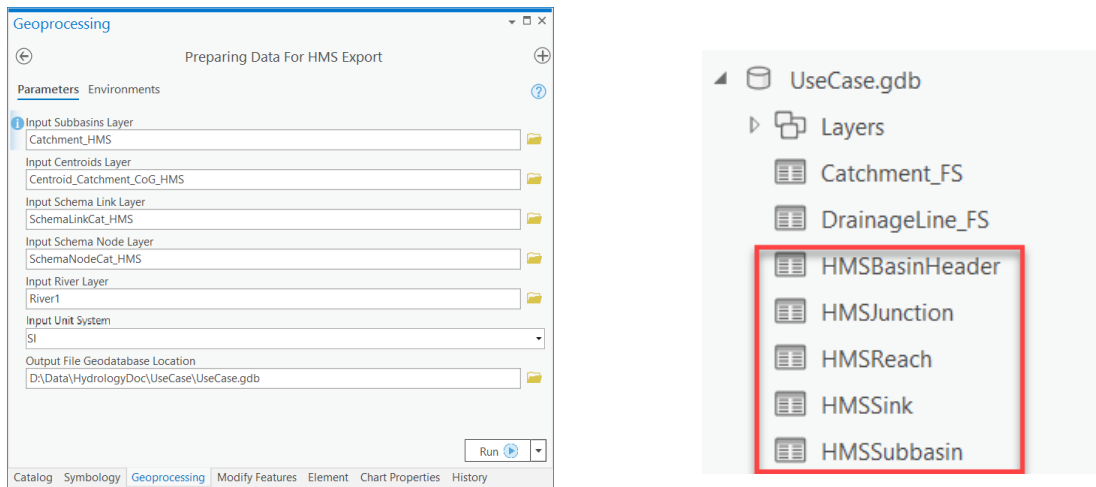 Geoprocessing
Preparing Data For HMS Export
Parameters Environments
Input Subbasins Layer
Catchment_HMS
Input Centroids Layer
Centroid_Catchment_CoG_HMS
Input Schema Link Layer
SchemaLinkCat_HMS
Input Schema Node Layer
SchemaNodeCat_HMS
Input River Layer
River1
Input Unit System
SI
Output File Geodatabase Location
D:\Data\HydrologyDoc\UseCase\UseCase.gdb
Run
Catalog Symbology Geoprocessing Modify Features Element Chart Properties History
UseCase.gdb
Layers
Catchment_FS
DrainageLine_FS
HMSBasinHeader
HMSJunction
HMSReach
HMSSink
HMSSubbasin